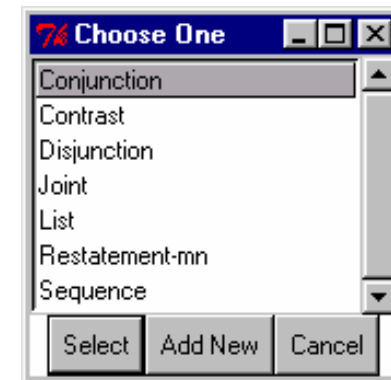 Choose One
Conjunction
Contrast
Disjunction
Joint
List
Restatement-mn
Sequence
Select Add New Cancel